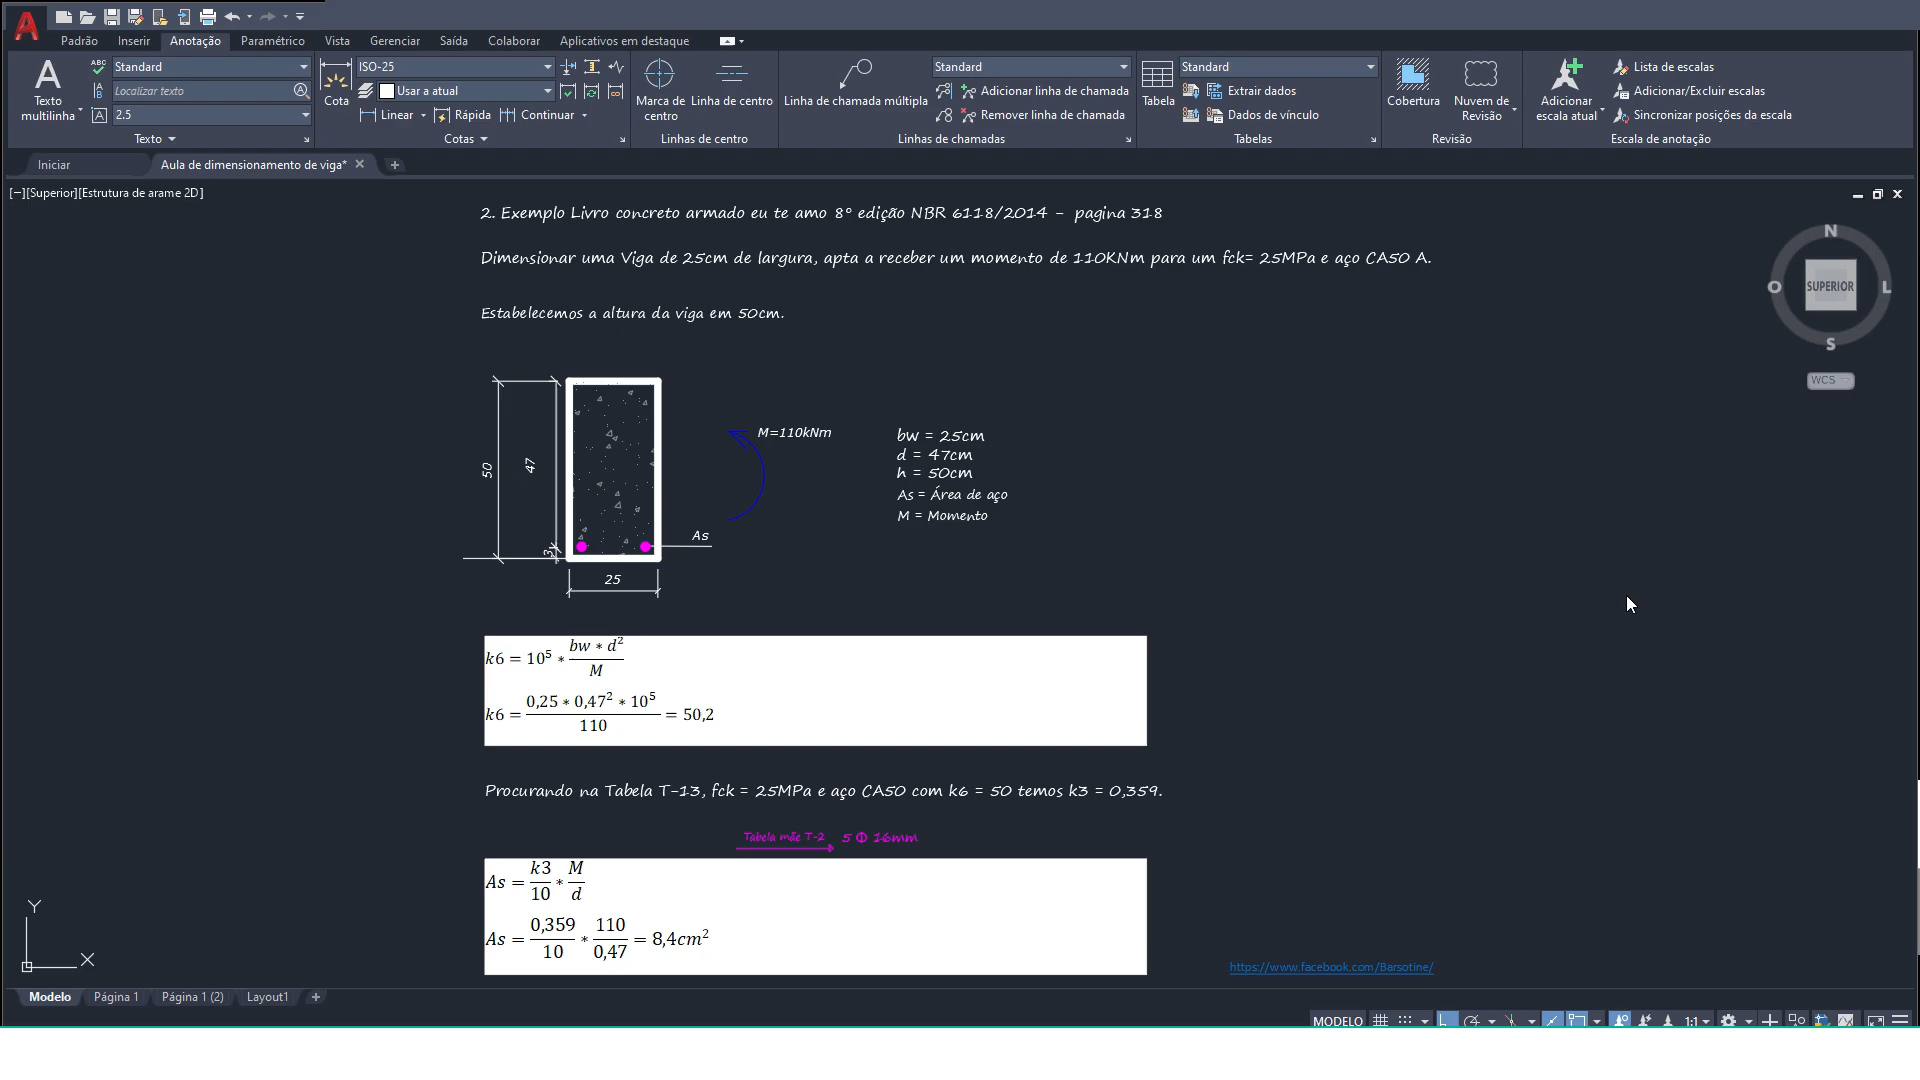 Padrão Inserir Anotação Paramétrico Vista Gerenciar Saída Colaborar Aplicativos em destaque
A ABC Standard ISO-25 Standard Standard Lista de escalas
Localizar texto Usar a atual Adicionar linha de chamada Extrair dados Adicionar/Excluir escalas
Texto multilinha Cota Marca de centro Linha de centro Linha de chamada múltipla Tabela Cobertura Nuvem de Revisão Adicionar escala atual
2.5 Linear Rápida Continuar Remover linha de chamada Dados de vínculo Sincronizar posições da escala
Texto Cotas Linhas de centro Linhas de chamadas Tabelas Revisão Escala de anotação
Iniciar Aula de dimensionamento de viga*
[−][Superior][Estrutura de arame 2D]
2. Exemplo Livro concreto armado eu te amo 8° edição NBR 6118/2014 - pagina 318
Dimensionar uma Viga de 25cm de largura, apta a receber um momento de 110KNm para um fck= 25MPa e aço CA50 A.
Estabelecemos a altura da viga em 50cm.
N
O SUPERIOR L
S
WCS
50
47
3
25
M=110kNm
As
bw = 25cm
d = 47cm
h = 50cm
As = Área de aço
M = Momento
k6 = 10⁵ * (bw * d²)/M
k6 = (0,25 * 0,47² * 10⁵)/110 = 50,2
Procurando na Tabela T-13, fck = 25MPa e aço CA50 com k6 = 50 temos k3 = 0,359.
Tabela mãe T-2 5 Φ 16mm
As = k3/10 * M/d
As = 0,359/10 * 110/0,47 = 8,4cm²
https://www.facebook.com/Barsotine/
Y
X
Modelo Página 1 Página 1 (2) Layout1
MODELO 1:1